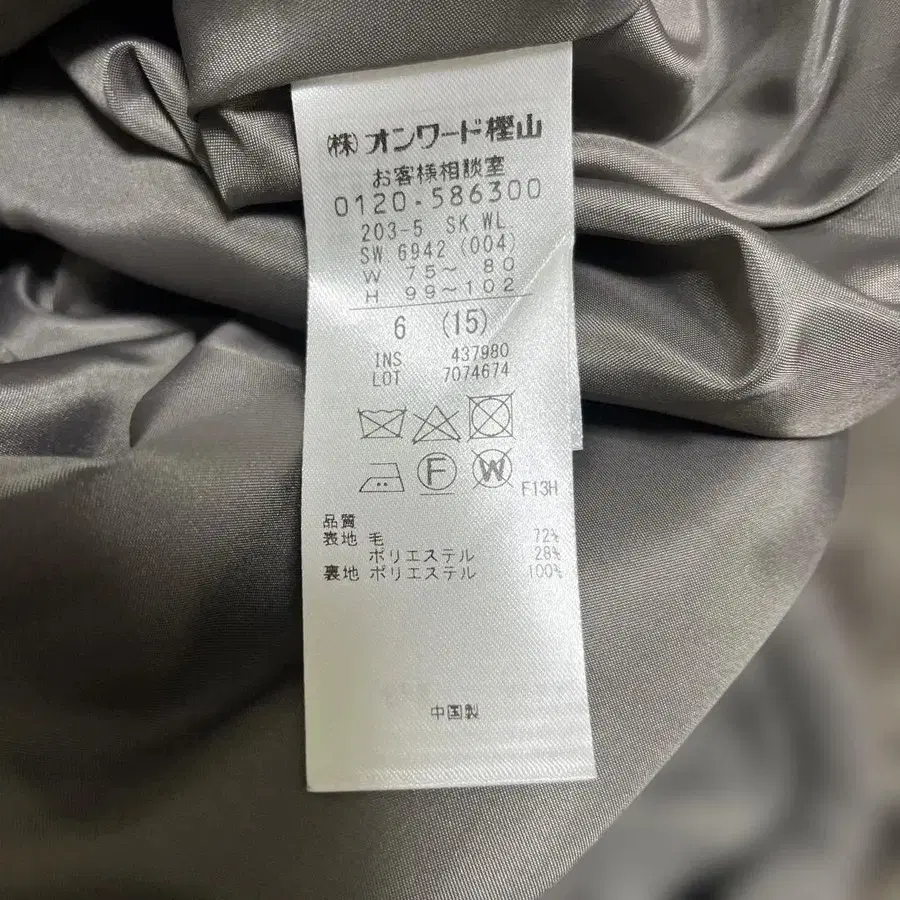 (株)オンワード樫山
お客様相談室
0120-586300
203-5 SK WL
SW 6942 (004)
W 75～ 80
H 99～102
6 (15)
INS 437980
LOT 7074674
F W F13H
品質
表地 毛 72%
ポリエステル 28%
裏地 ポリエステル 100%
中国製